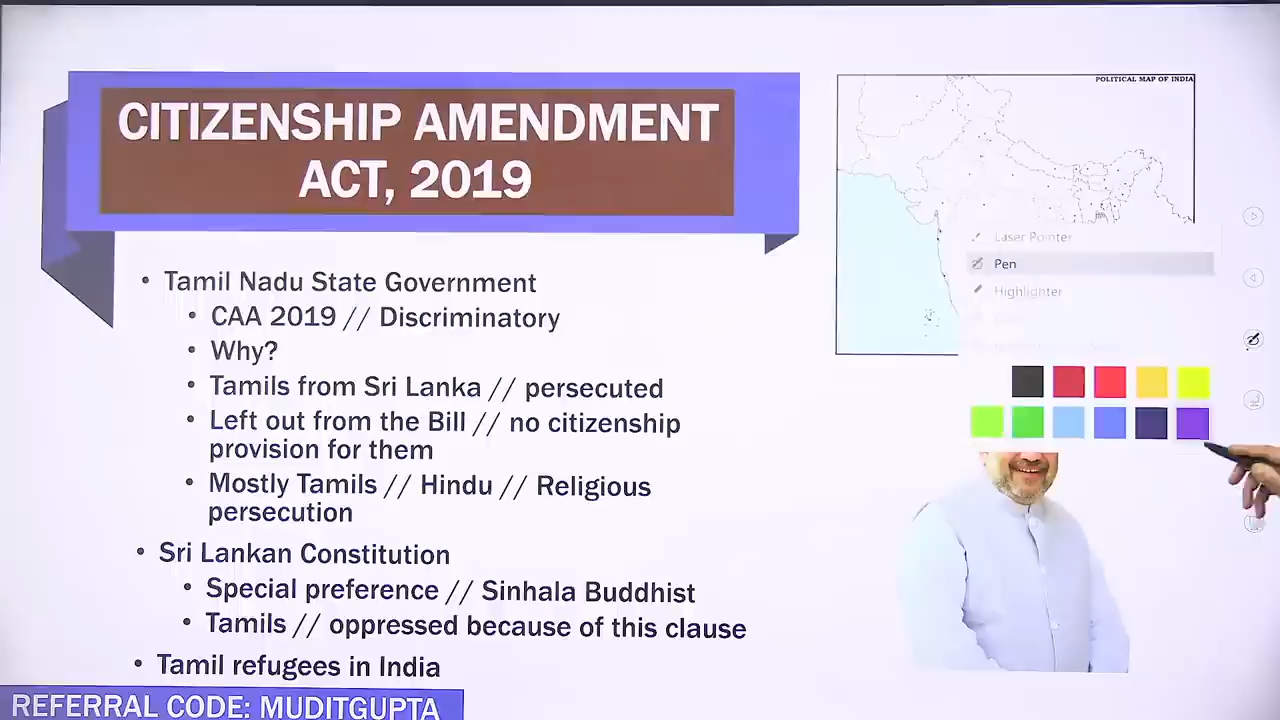 CITIZENSHIP AMENDMENT
ACT, 2019
POLITICAL MAP OF INDIA
Laser Pointer
Pen
Highlighter
• Tamil Nadu State Government
• CAA 2019 // Discriminatory
• Why?
• Tamils from Sri Lanka // persecuted
• Left out from the Bill // no citizenship
provision for them
• Mostly Tamils // Hindu // Religious
persecution
• Sri Lankan Constitution
• Special preference // Sinhala Buddhist
• Tamils // oppressed because of this clause
• Tamil refugees in India
REFERRAL CODE: MUDITGUPTA